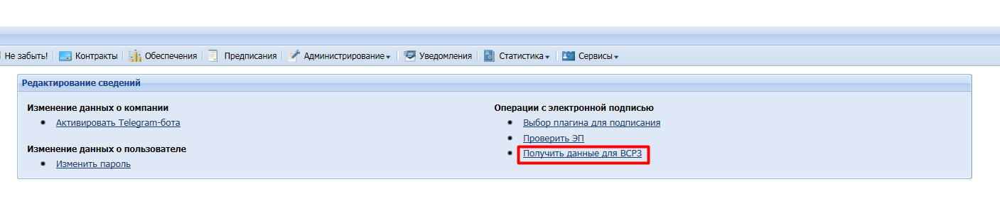 Не забыть! Контракты Обеспечения Предписания Администрирование Уведомления Статистика Сервисы
Редактирование сведений
Изменение данных о компании
Активировать Telegram-бота
Изменение данных о пользователе
Изменить пароль
Операции с электронной подписью
Выбор плагина для подписания
Проверить ЭП
Получить данные для ВСРЗ